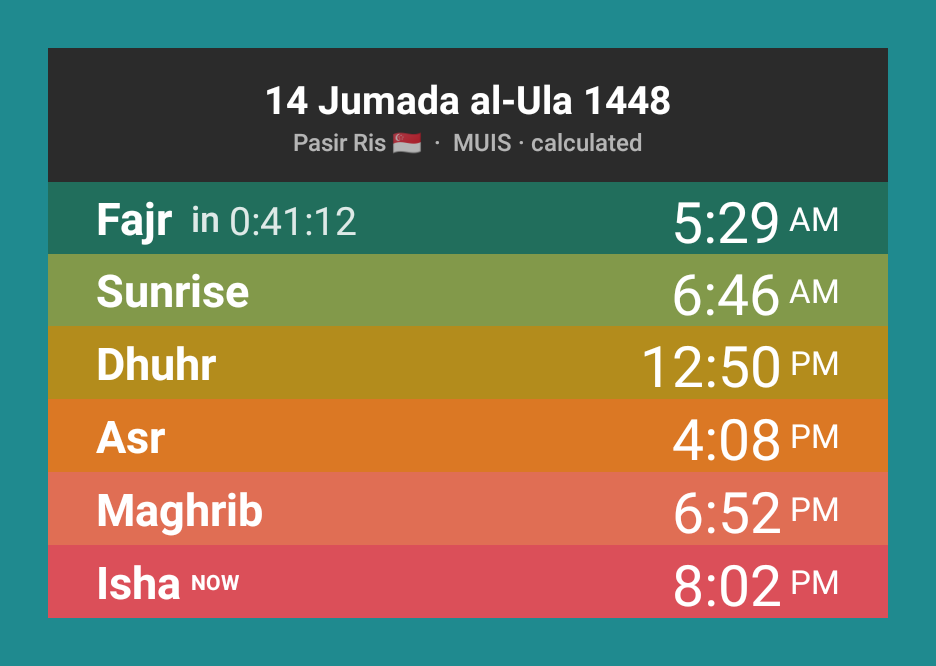 14 Jumada al-Ula 1448
Pasir Ris 🇸🇬 · MUIS · calculated
Fajr in 0:41:12 5:29 AM
Sunrise 6:46 AM
Dhuhr 12:50 PM
Asr 4:08 PM
Maghrib 6:52 PM
Isha NOW 8:02 PM